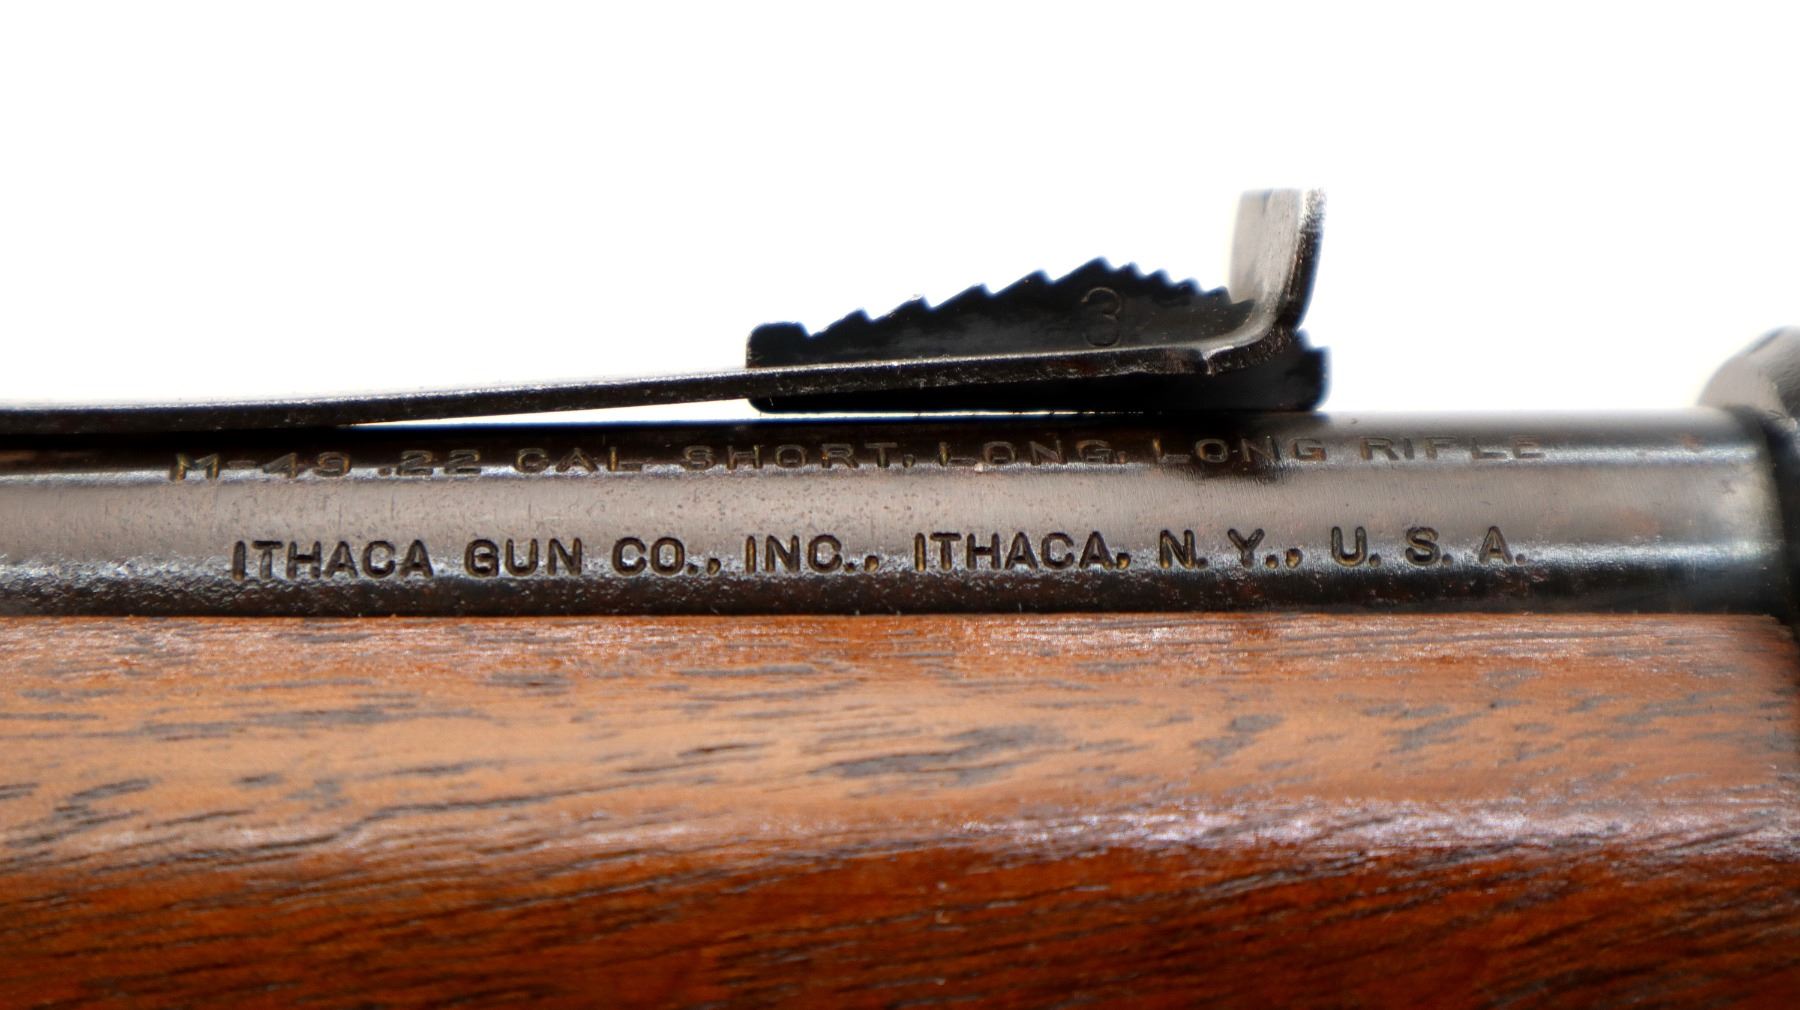 3
M-49 .22 CAL SHORT, LONG, LONG RIFLE
ITHACA GUN CO., INC., ITHACA, N. Y., U. S. A.